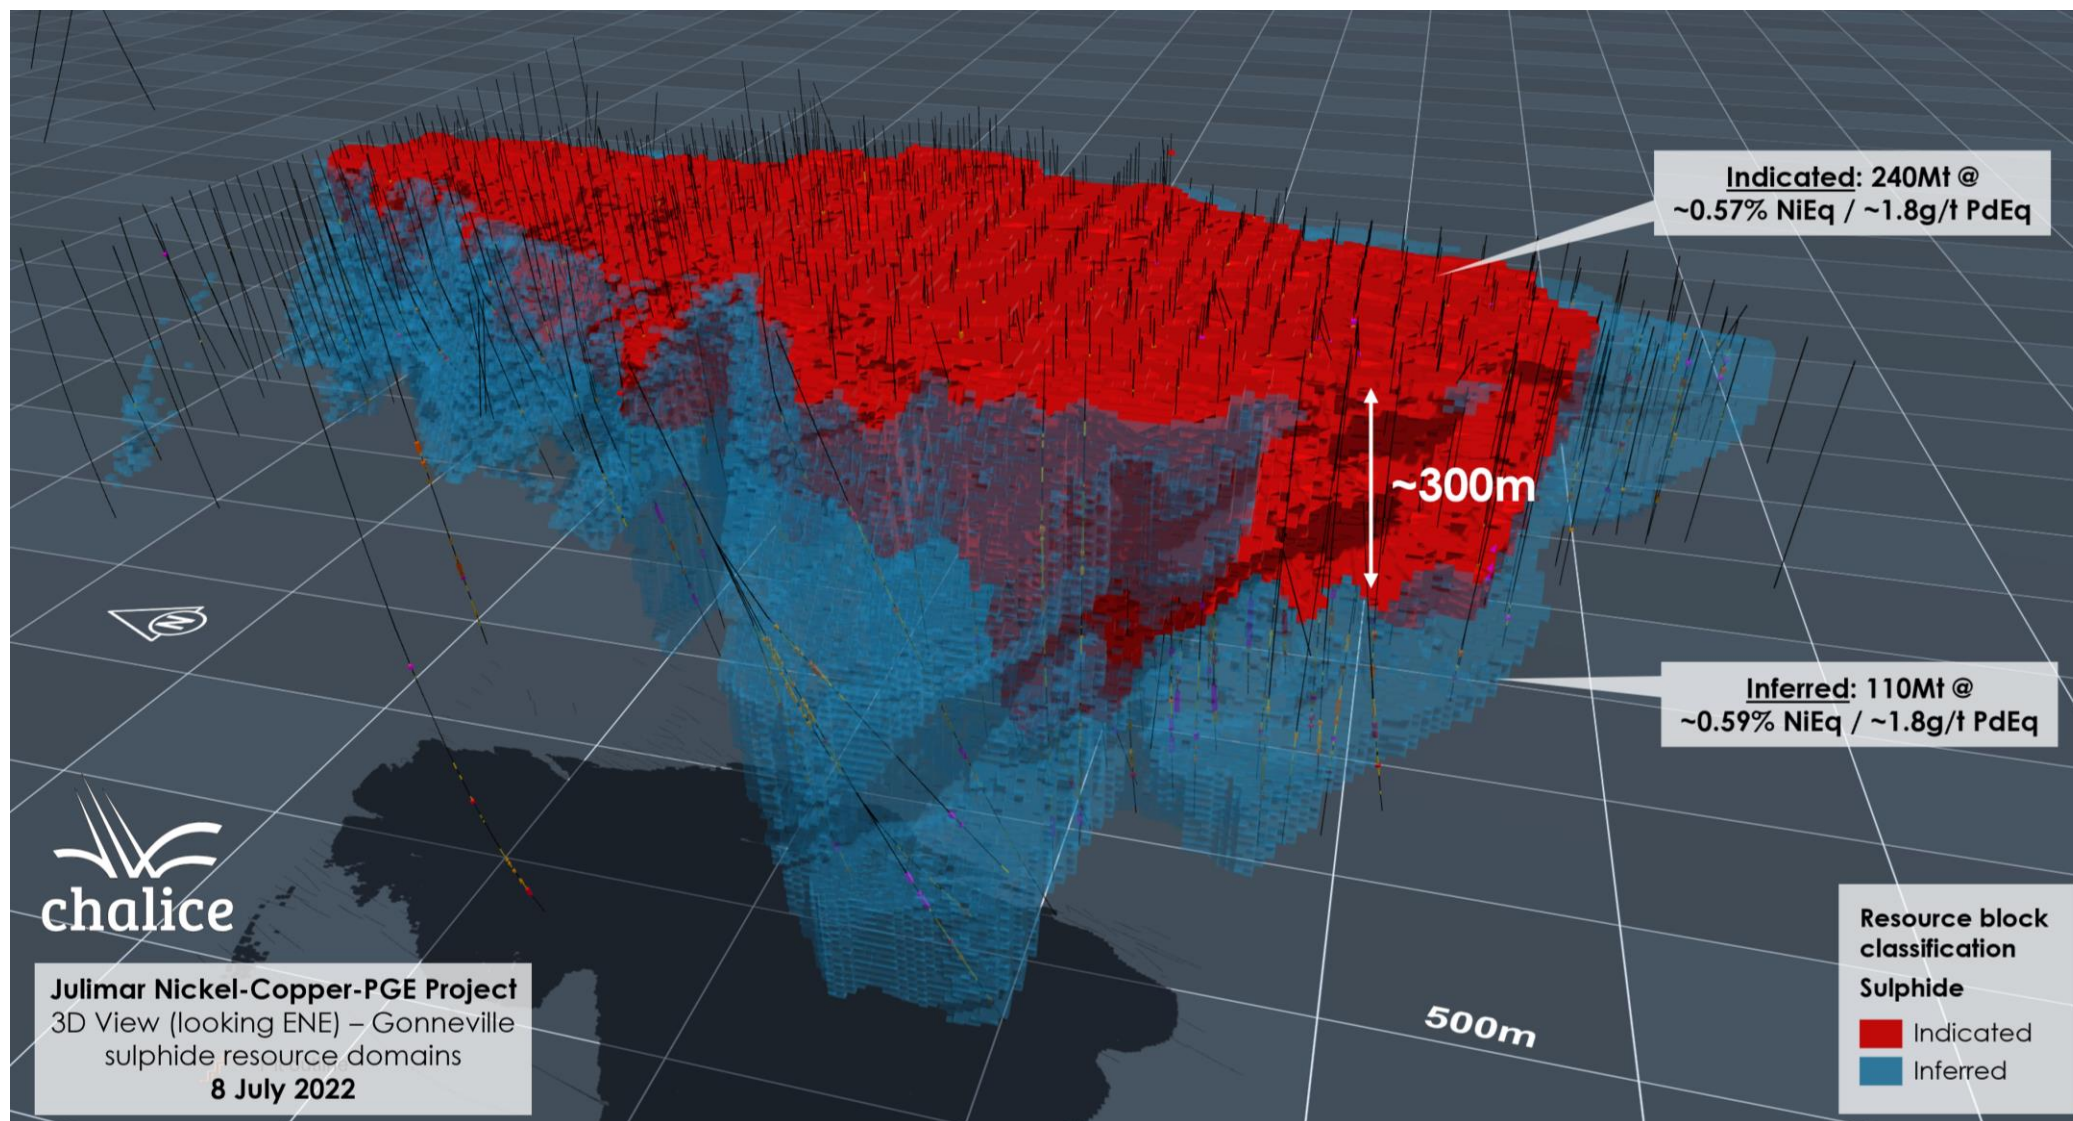 Indicated: 240Mt @
~0.57% NiEq / ~1.8g/t PdEq
~300m
N
Inferred: 110Mt @
~0.59% NiEq / ~1.8g/t PdEq
chalice
Julimar Nickel-Copper-PGE Project
3D View (looking ENE) – Gonneville
sulphide resource domains
8 July 2022
500m
Resource block
classification
Sulphide
Indicated
Inferred